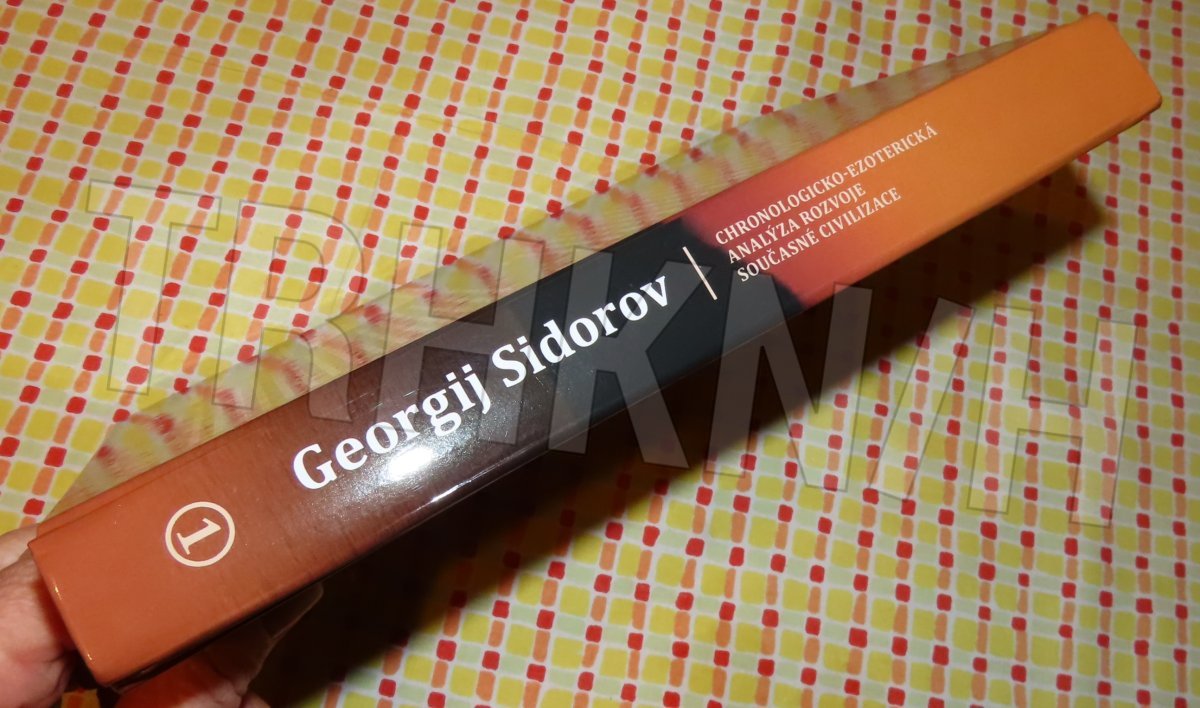 1
Georgij Sidorov
CHRONOLOGICKO-EZOTERICKÁ
ANALÝZA ROZVOJE
SOUČASNÉ CIVILIZACE
TRHKNIH